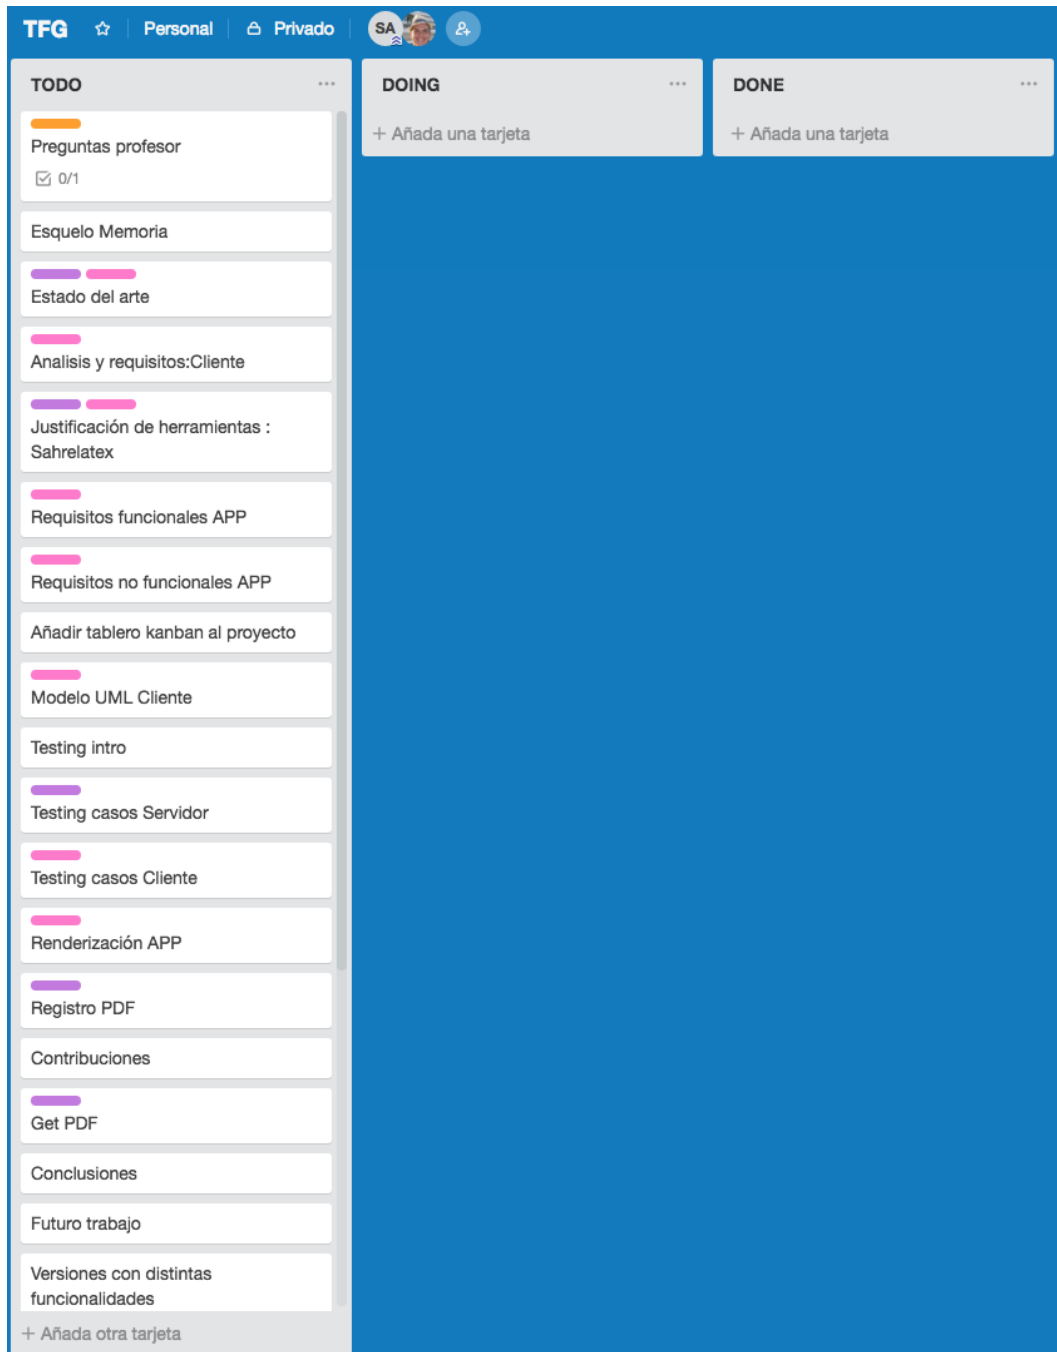 TFG Personal Privado SA
TODO
Preguntas profesor
0/1
Esquelo Memoria
Estado del arte
Analisis y requisitos:Cliente
Justificación de herramientas :
Sahrelatex
Requisitos funcionales APP
Requisitos no funcionales APP
Añadir tablero kanban al proyecto
Modelo UML Cliente
Testing intro
Testing casos Servidor
Testing casos Cliente
Renderización APP
Registro PDF
Contribuciones
Get PDF
Conclusiones
Futuro trabajo
Versiones con distintas
funcionalidades
+ Añada otra tarjeta
DOING
+ Añada una tarjeta
DONE
+ Añada una tarjeta